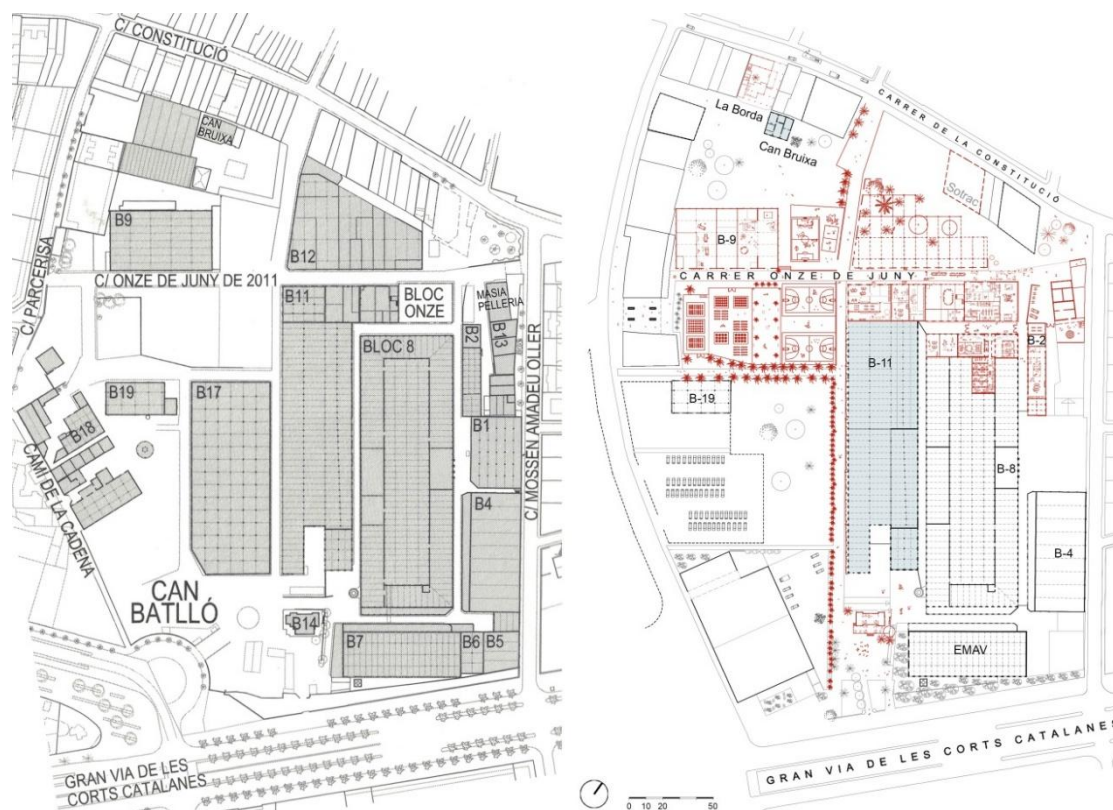 C/ CONSTITUCIÓ
CAN
BRUIXA
C/ PARCERISA
B9
B12
C/ ONZE DE JUNY DE 2011
B11
BLOC
ONZE
MASIA
PELLERIA
B13
B2
BLOC 8
B19
B17
B18
B1
C/ MOSSÈN AMADEU OLLER
CAMÍ DE LA CADENA
B4
CAN
BATLLÓ
B14
B7
B6
B5
GRAN VIA DE LES
CORTS CATALANES
CARRER DE LA CONSTITUCIÓ
La Borda
Can Bruixa
Sotrac
B-9
CARRER ONZE DE JUNY
B-2
B-11
B-19
B-8
B-4
EMAV
GRAN VIA DE LES CORTS CATALANES
0 10 20 50